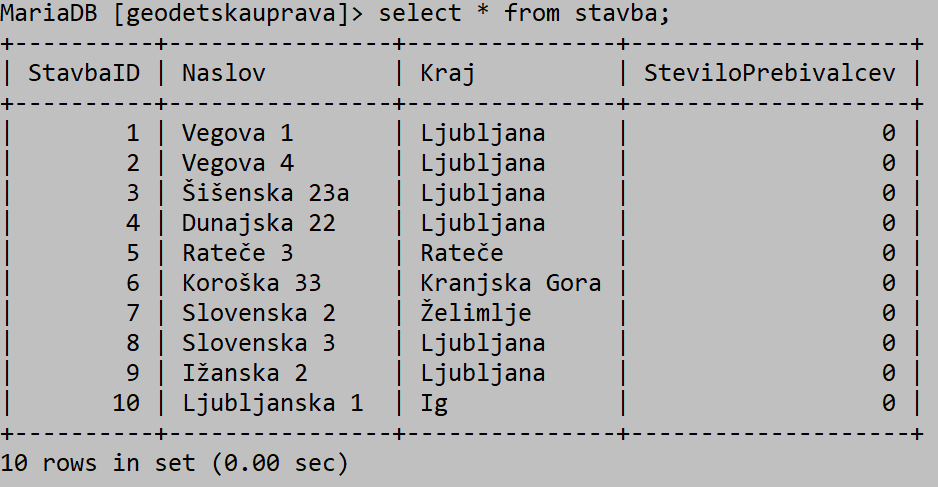 MariaDB [geodetskauprava]> select * from stavba;
+----------+----------------+---------------+--------------------+
| StavbaID | Naslov         | Kraj          | SteviloPrebivalcev |
+----------+----------------+---------------+--------------------+
|        1 | Vegova 1       | Ljubljana     |                  0 |
|        2 | Vegova 4       | Ljubljana     |                  0 |
|        3 | Šišenska 23a   | Ljubljana     |                  0 |
|        4 | Dunajska 22    | Ljubljana     |                  0 |
|        5 | Rateče 3       | Rateče        |                  0 |
|        6 | Koroška 33     | Kranjska Gora |                  0 |
|        7 | Slovenska 2    | Želimlje      |                  0 |
|        8 | Slovenska 3    | Ljubljana     |                  0 |
|        9 | Ižanska 2      | Ljubljana     |                  0 |
|       10 | Ljubljanska 1  | Ig            |                  0 |
+----------+----------------+---------------+--------------------+
10 rows in set (0.00 sec)